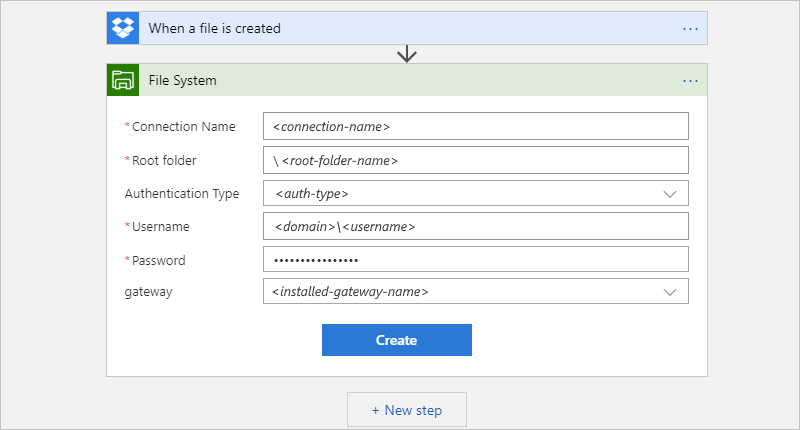 When a file is created
File System
* Connection Name <connection-name>
* Root folder \ <root-folder-name>
Authentication Type <auth-type>
* Username <domain>\<username>
* Password ••••••••••••••••
gateway <installed-gateway-name>
Create
+ New step